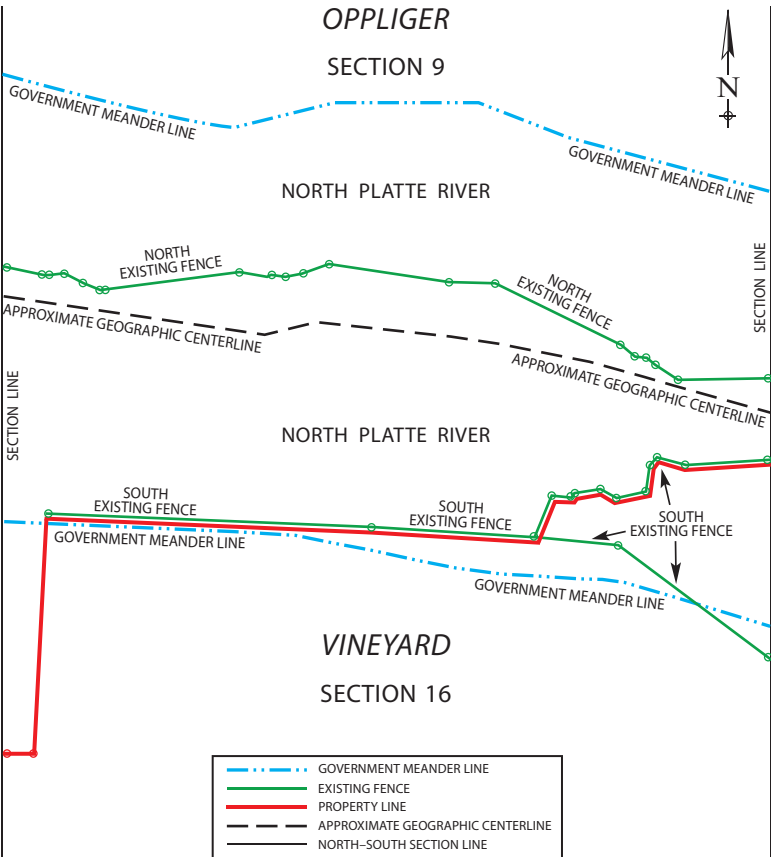 OPPLIGER
SECTION 9
N
GOVERNMENT MEANDER LINE
GOVERNMENT MEANDER LINE
NORTH PLATTE RIVER
SECTION LINE
NORTH
EXISTING FENCE
NORTH
EXISTING FENCE
APPROXIMATE GEOGRAPHIC CENTERLINE
APPROXIMATE GEOGRAPHIC CENTERLINE
SECTION LINE
NORTH PLATTE RIVER
SOUTH
EXISTING FENCE
SOUTH
EXISTING FENCE
SOUTH
EXISTING FENCE
GOVERNMENT MEANDER LINE
GOVERNMENT MEANDER LINE
VINEYARD
SECTION 16
GOVERNMENT MEANDER LINE
EXISTING FENCE
PROPERTY LINE
APPROXIMATE GEOGRAPHIC CENTERLINE
NORTH–SOUTH SECTION LINE